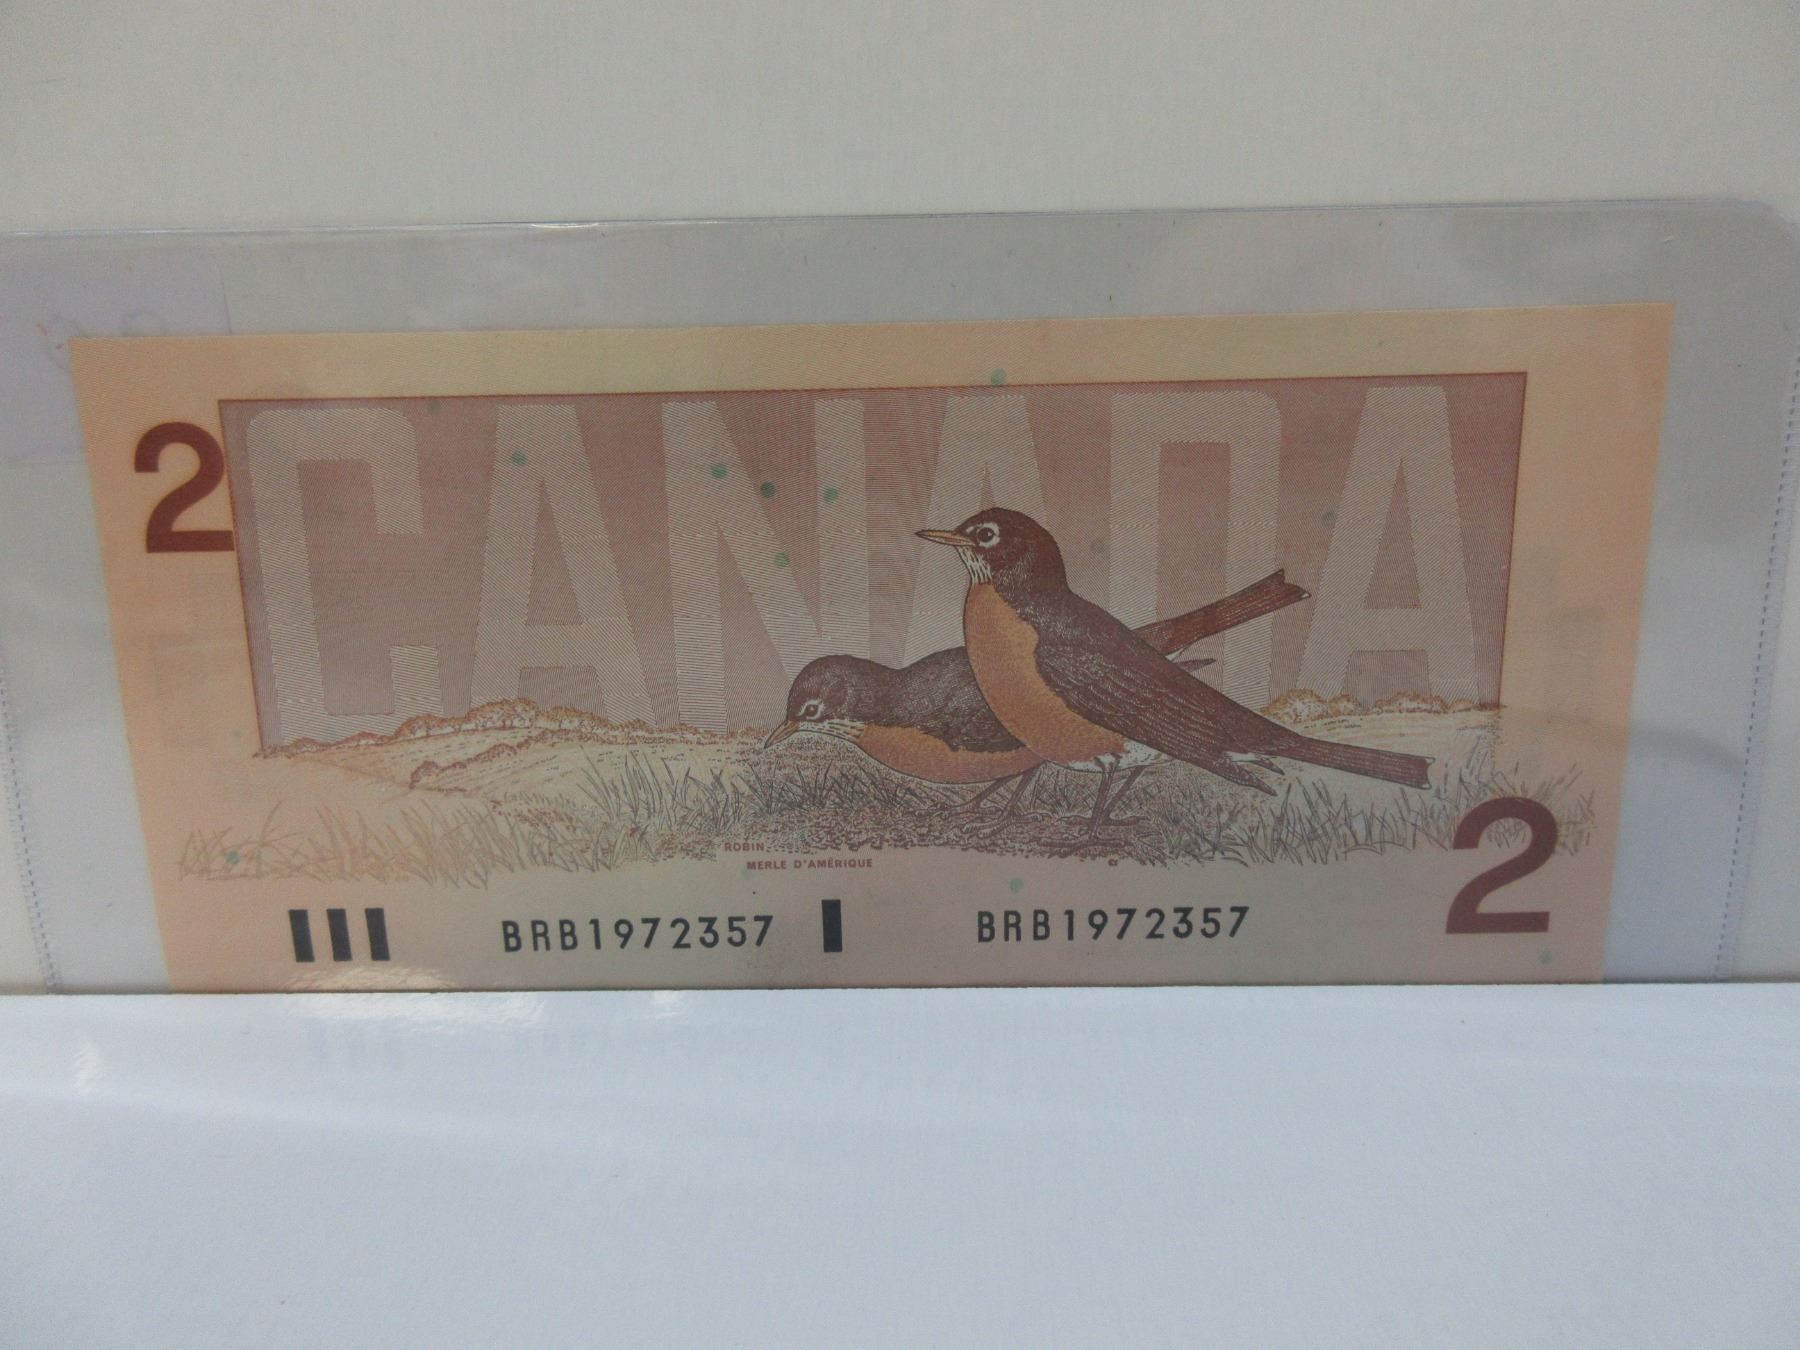 CANADA
2
ROBIN
MERLE D'AMÉRIQUE
2
BRB1972357 BRB1972357